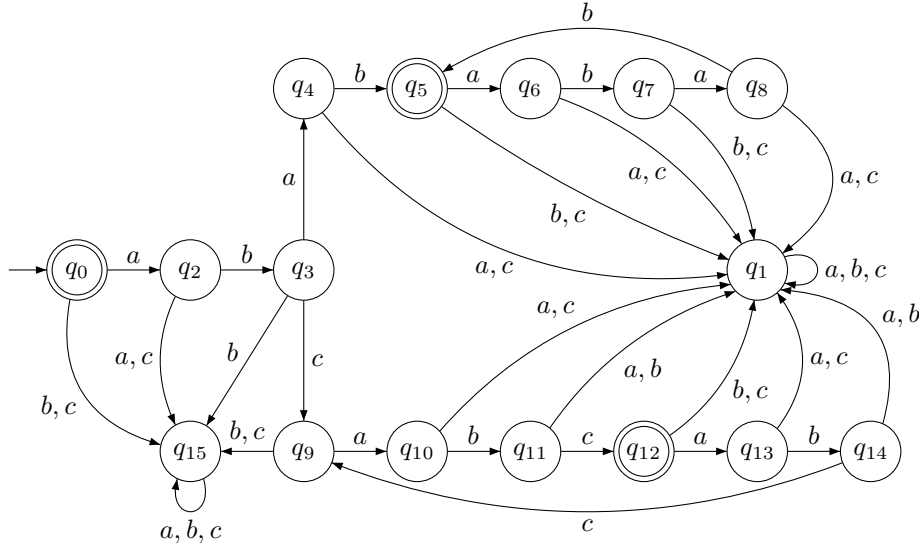 b
q4 b q5 a q6 b q7 a q8
b, c
a, c
a, c
a
b, c
a, c
q0 a q2 b q3
q1 a, b, c
a, c
a, b
a, c
b
c
a, b
a, c
b, c
b, c
q15 b, c q9 a q10 b q11 c q12 a q13 b q14
c
a, b, c